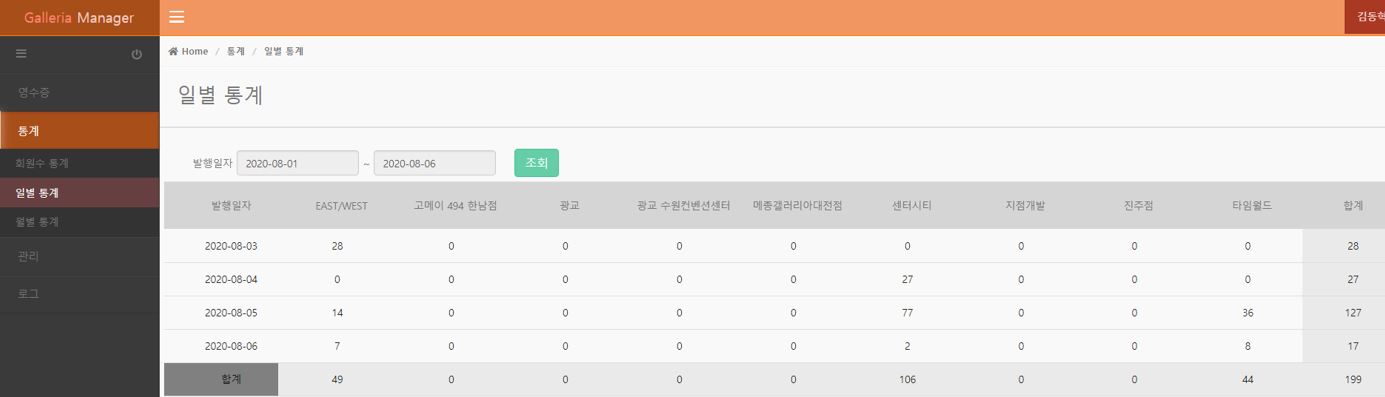 Galleria Manager
김동혁
Home / 통계 / 일별 통계
영수증
통계
회원수 통계
일별 통계
월별 통계
관리
로그
일별 통계
발행일자 2020-08-01 ~ 2020-08-06 조회
발행일자 EAST/WEST 고메이 494 한남점 광교 광교 수원컨벤션센터 메종갤러리아대전점 센터시티 지점개발 진주점 타임월드 합계
2020-08-03 28 0 0 0 0 0 0 0 0 28
2020-08-04 0 0 0 0 0 27 0 0 0 27
2020-08-05 14 0 0 0 0 77 0 0 36 127
2020-08-06 7 0 0 0 0 2 0 0 8 17
합계 49 0 0 0 0 106 0 0 44 199